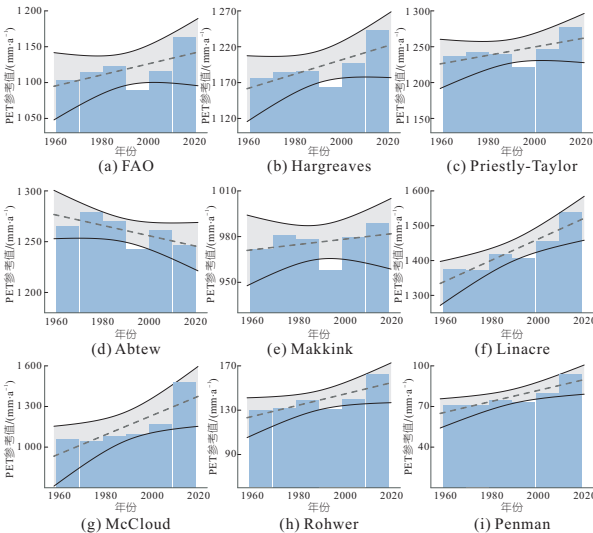 1 200
1 150
1 100
1 050
PET参考值/(mm·a⁻¹)
1960 1980 2000 2020
年份
(a) FAO
1 270
1 220
1 170
1 120
PET参考值/(mm·a⁻¹)
1960 1980 2000 2020
年份
(b) Hargreaves
1 300
1 250
1 200
1 150
PET参考值/(mm·a⁻¹)
1960 1980 2000 2020
年份
(c) Priestly-Taylor
1 300
1 250
1 200
PET参考值/(mm·a⁻¹)
1960 1980 2000 2020
年份
(d) Abtew
1 010
980
950
PET参考值/(mm·a⁻¹)
1960 1980 2000 2020
年份
(e) Makkink
1 600
1 500
1 400
1 300
PET参考值/(mm·a⁻¹)
1960 1980 2000 2020
年份
(f) Linacre
1 600
1 300
1 000
PET参考值/(mm·a⁻¹)
1960 1980 2000 2020
年份
(g) McCloud
170
130
90
PET参考值/(mm·a⁻¹)
1960 1980 2000 2020
年份
(h) Rohwer
100
70
40
PET参考值/(mm·a⁻¹)
1960 1980 2000 2020
年份
(i) Penman